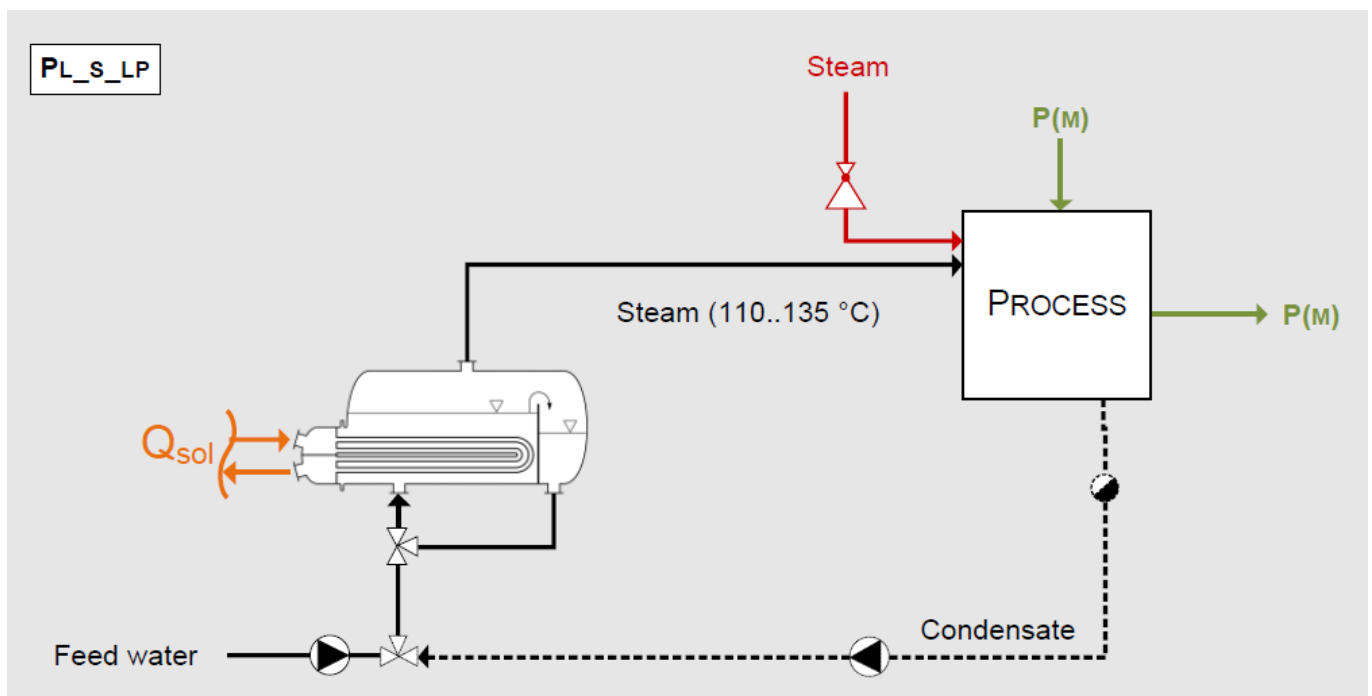 PL_S_LP
Steam
P(M)
PROCESS
Steam (110..135 °C)
P(M)
Qsol
Condensate
Feed water